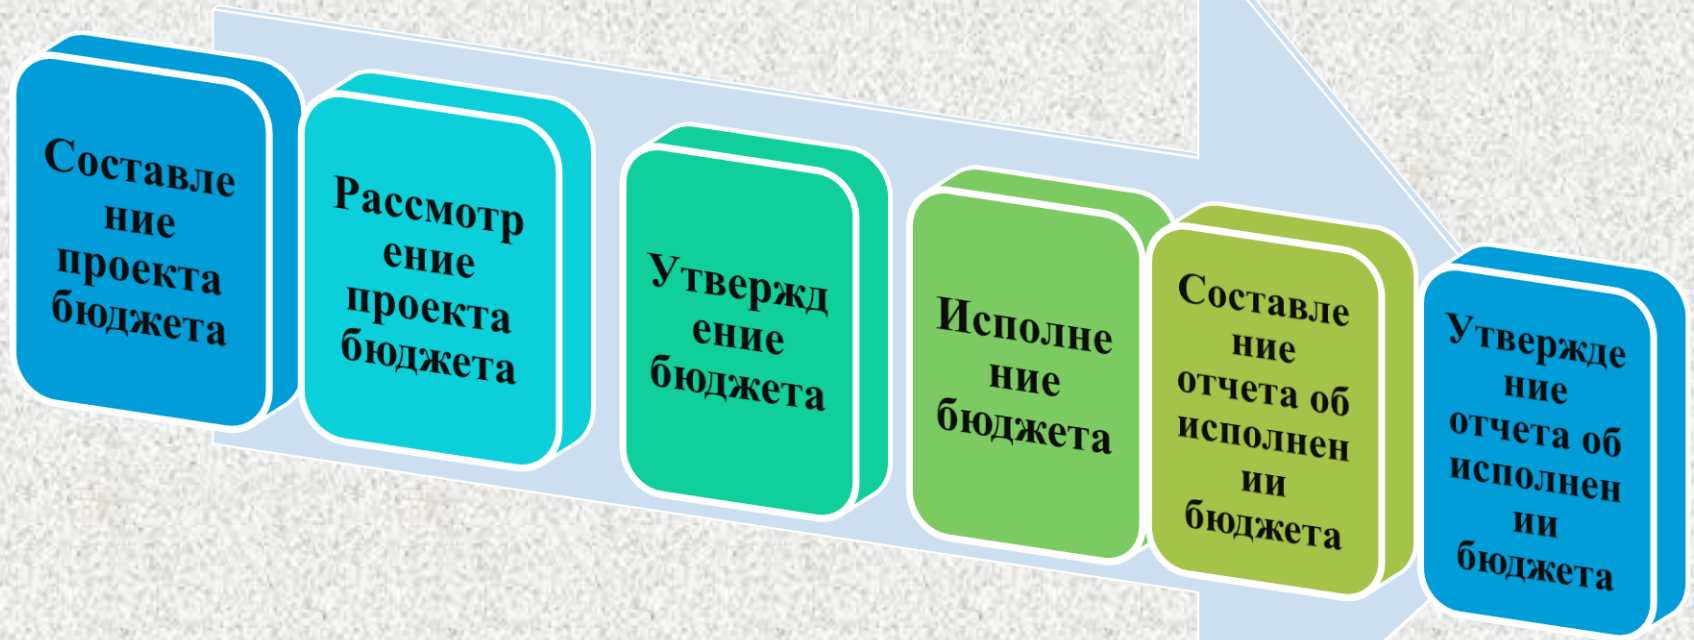 Составле
ние
проекта
бюджета
Рассмотр
ение
проекта
бюджета
Утвержд
ение
бюджета
Исполне
ние
бюджета
Составле
ние
отчета об
исполнен
ии
бюджета
Утвержде
ние
отчета об
исполнен
ии
бюджета